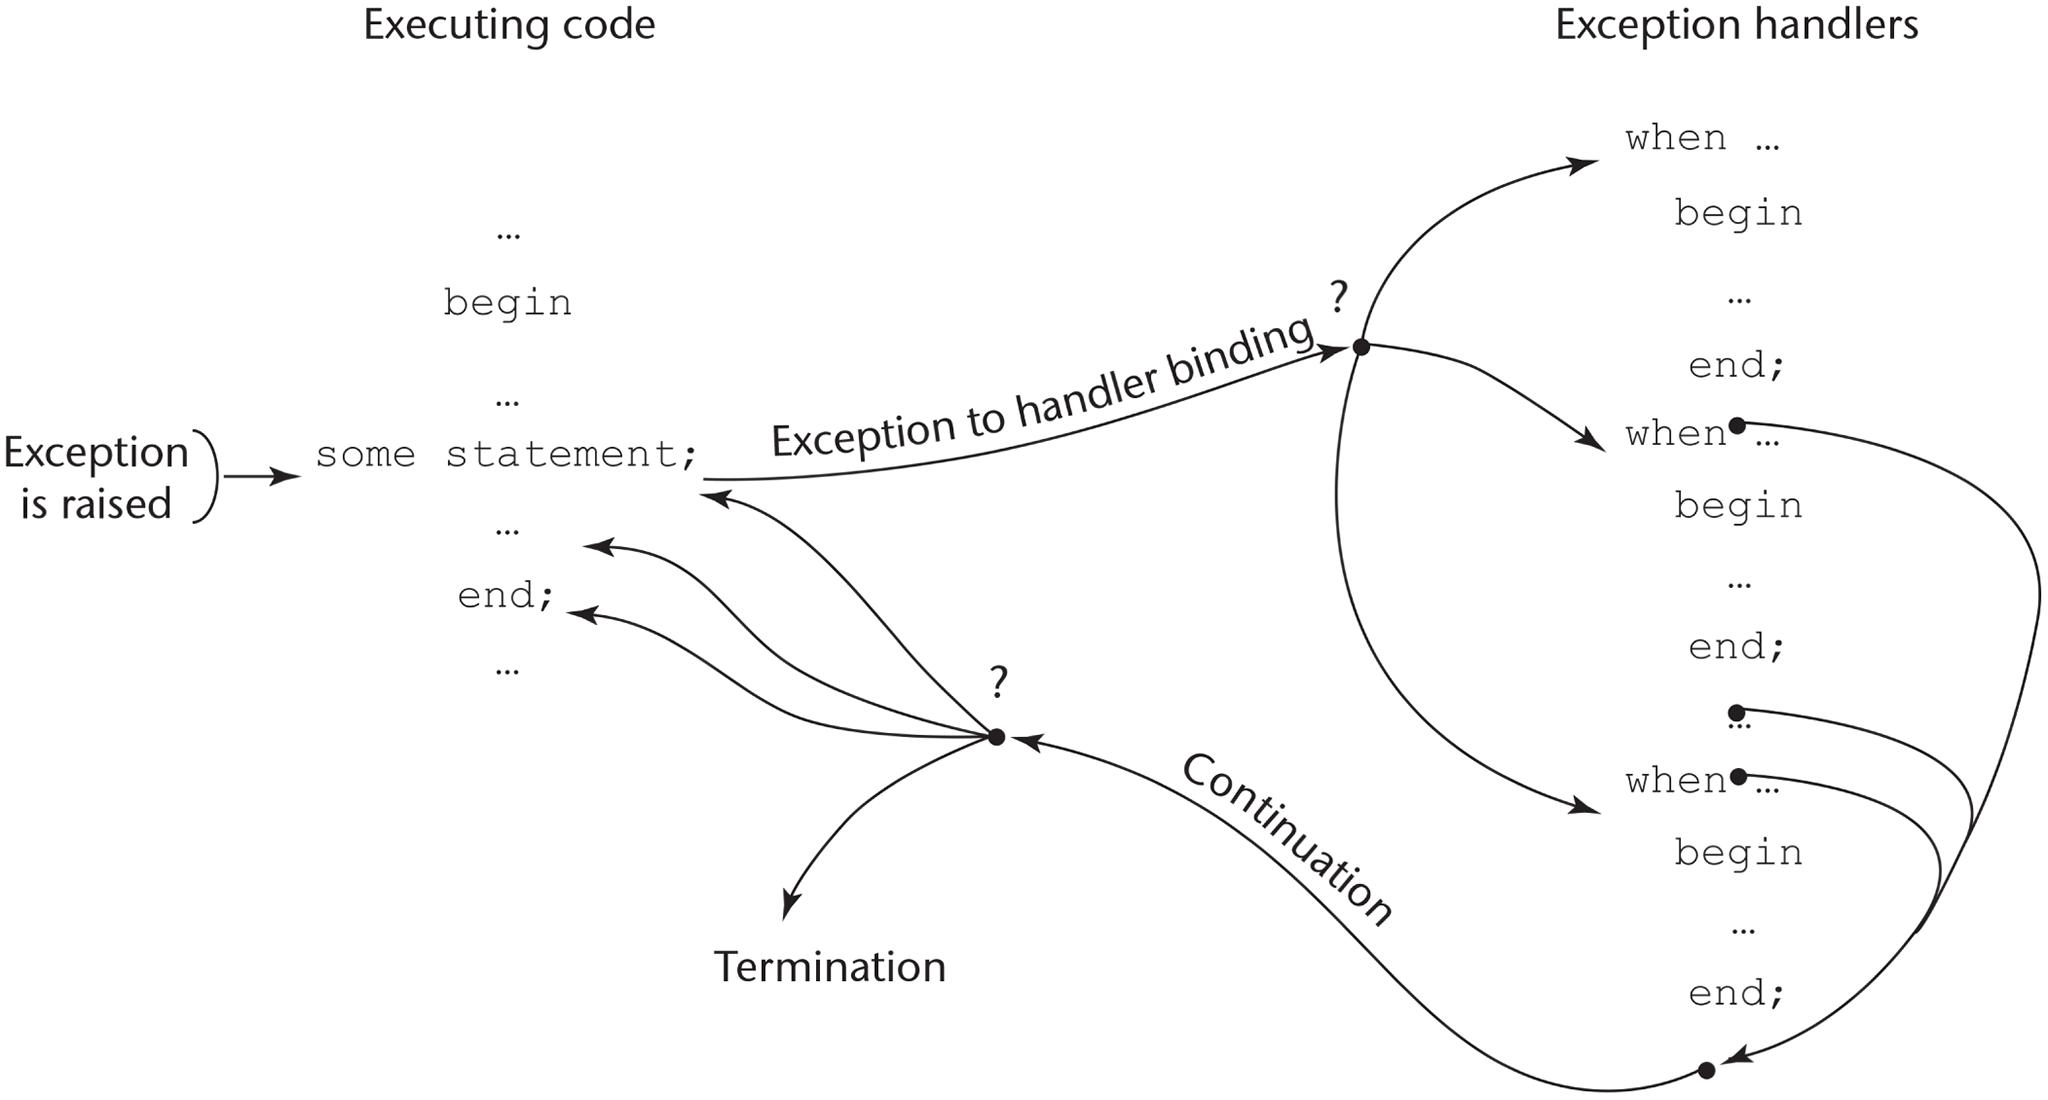 Executing code
…
begin
…
Exception
is raised
some statement;
…
end;
…
Exception to handler binding
?
?
Continuation
Termination
Exception handlers
when …
begin
…
end;
when …
begin
…
end;
…
when …
begin
…
end;